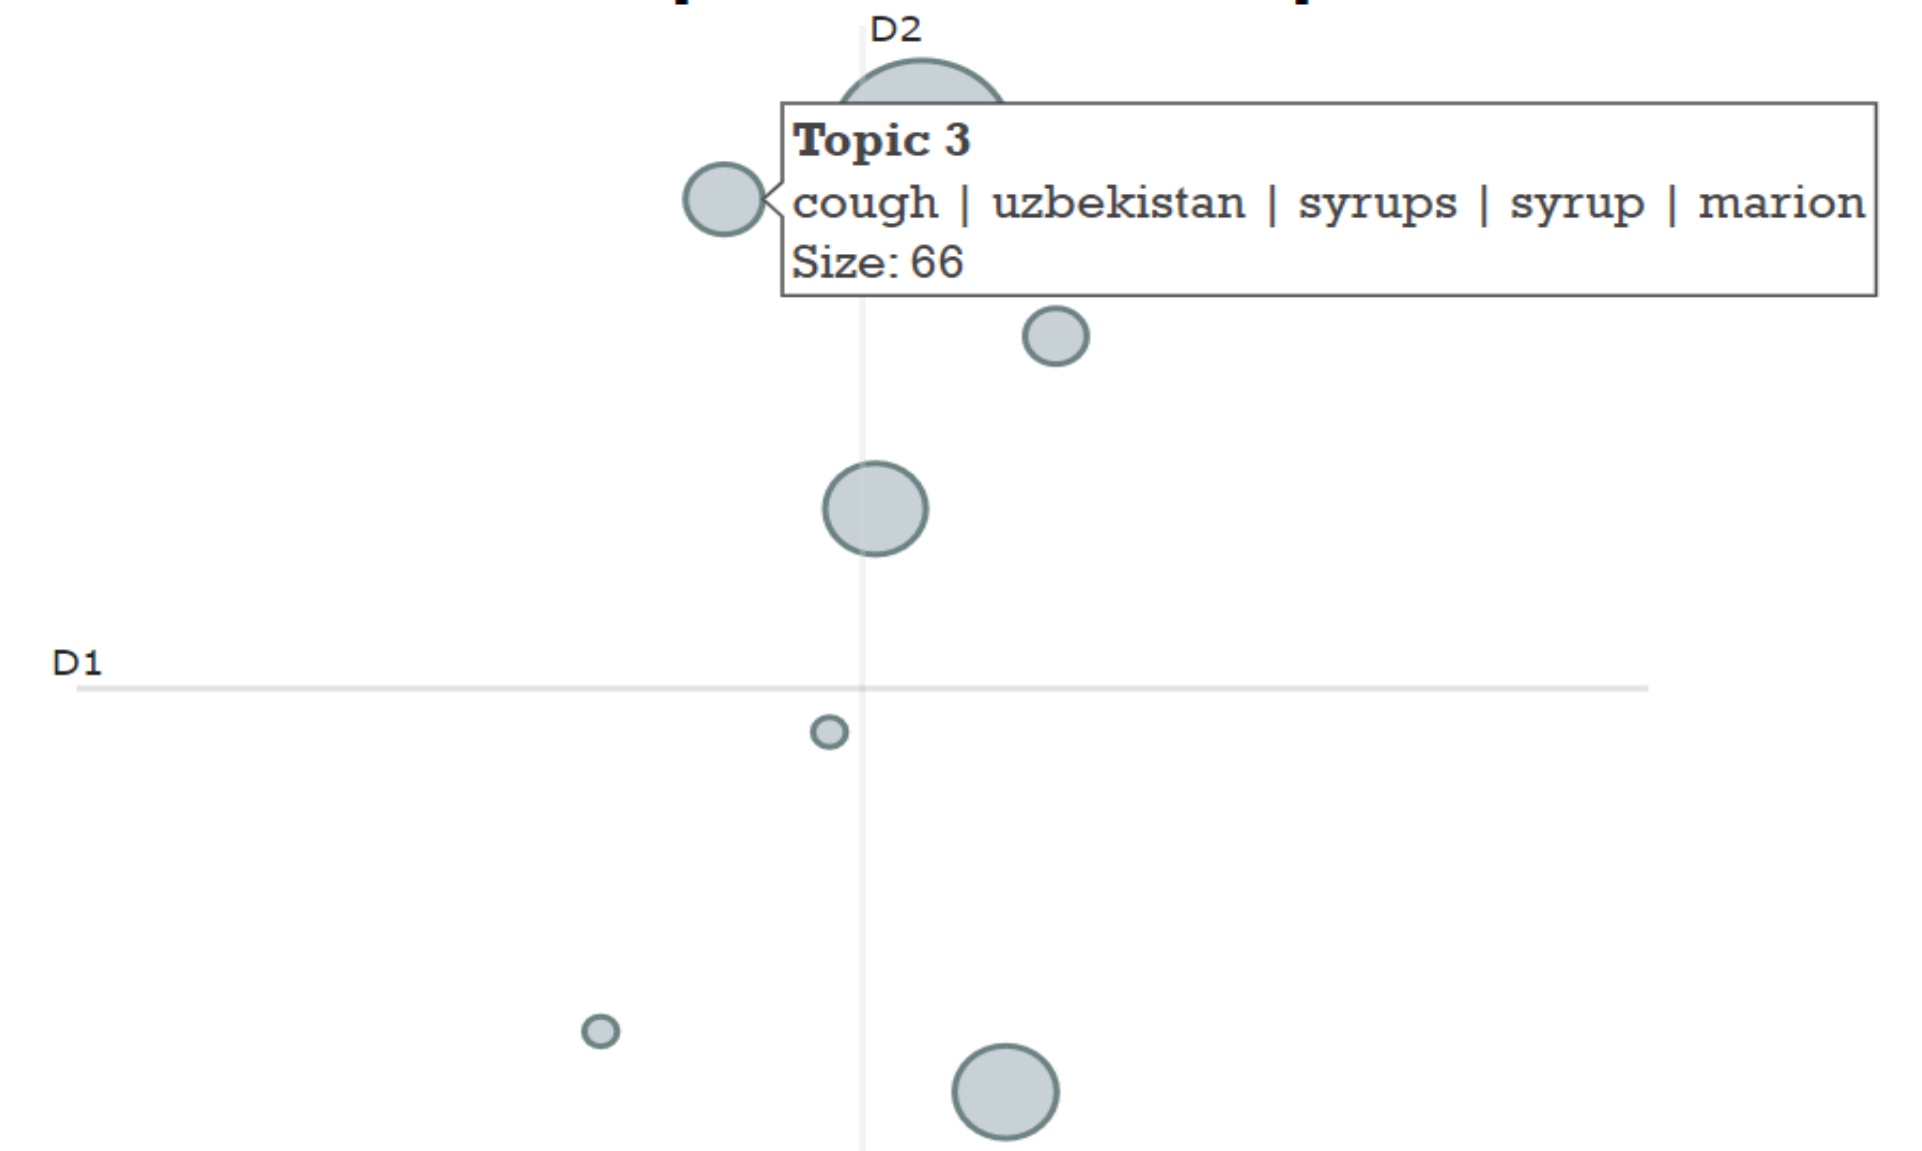 D2
Topic 3
cough | uzbekistan | syrups | syrup | marion
Size: 66
D1